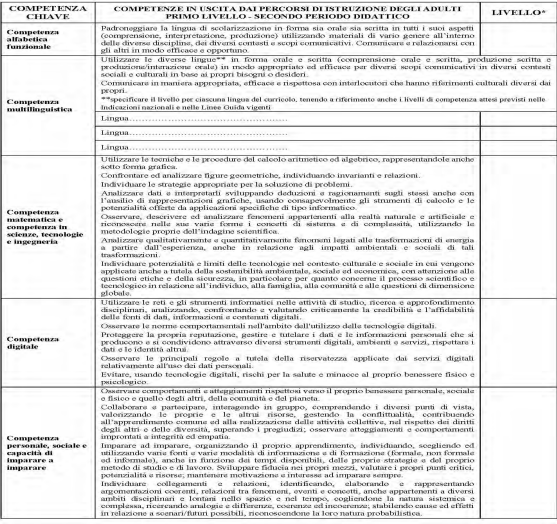 COMPETENZA
CHIAVE
COMPETENZE IN USCITA DAI PERCORSI DI ISTRUZIONE DEGLI ADULTI
PRIMO LIVELLO - SECONDO PERIODO DIDATTICO
LIVELLO*
Competenza
alfabetica
funzionale
Padroneggiare la lingua di scolarizzazione in forma sia orale sia scritta in tutti i suoi aspetti
(comprensione, interpretazione, produzione) utilizzando materiali di vario genere all'interno
delle diverse discipline, dei diversi contesti e scopi comunicativi. Comunicare e relazionarsi con
gli altri in modo efficace e opportuno.
Competenza
multilinguistica
Utilizzare le diverse lingue** in forma orale e scritta (comprensione orale e scritta, produzione scritta e
produzione/interazione orale) in modo appropriato ed efficace per diversi scopi comunicativi in diversi contesti
sociali e culturali in base ai propri bisogni o desideri.
Comunicare in maniera appropriata, efficace e rispettosa con interlocutori che hanno riferimenti culturali diversi dai
propri.
**specificare il livello per ciascuna lingua del curricolo, tenendo a riferimento anche i livelli di competenza attesi previsti nelle
Indicazioni nazionali e nelle Linee Guida vigenti
Lingua……………………………………………
Lingua……………………………………………
Lingua……………………………………………
Competenza
matematica e
competenza in
scienze, tecnologie
e ingegneria
Utilizzare le tecniche e le procedure del calcolo aritmetico ed algebrico, rappresentandole anche
sotto forma grafica.
Confrontare ed analizzare figure geometriche, individuando invarianti e relazioni.
Individuare le strategie appropriate per la soluzione di problemi.
Analizzare dati e interpretarli sviluppando deduzioni e ragionamenti sugli stessi anche con
l'ausilio di rappresentazioni grafiche, usando consapevolmente gli strumenti di calcolo e le
potenzialità offerte da applicazioni specifiche di tipo informatico.
Osservare, descrivere ed analizzare fenomeni appartenenti alla realtà naturale e artificiale e
riconoscere nelle sue varie forme i concetti di sistema e di complessità, utilizzando le
metodologie proprie dell'indagine scientifica.
Analizzare qualitativamente e quantitativamente fenomeni legati alle trasformazioni di energia
a partire dall'esperienza, anche in relazione agli impatti ambientali e sociali di tali
trasformazioni.
Individuare potenzialità e limiti delle tecnologie nel contesto culturale e sociale in cui vengono
applicate anche a tutela della sostenibilità ambientale, sociale ed economica, con attenzione alle
questioni etiche e della sicurezza, in particolare per quanto concerne il processo scientifico e
tecnologico in relazione all'individuo, alla famiglia, alla comunità e alle questioni di dimensione
globale.
Competenza
digitale
Utilizzare le reti e gli strumenti informatici nelle attività di studio, ricerca e approfondimento
disciplinari, analizzando, confrontando e valutando criticamente la credibilità e l'affidabilità
delle fonti di dati, informazioni e contenuti digitali.
Osservare le norme comportamentali nell'ambito dell'utilizzo delle tecnologie digitali.
Proteggere la propria reputazione, gestire e tutelare i dati e le informazioni personali che si
producono e si condividono attraverso diversi strumenti digitali, ambienti e servizi, rispettare i
dati e le identità altrui.
Osservare le principali regole a tutela della riservatezza applicate dai servizi digitali
relativamente all'uso dei dati personali.
Evitare, usando tecnologie digitali, rischi per la salute e minacce al proprio benessere fisico e
psicologico.
Competenza
personale, sociale e
capacità di
imparare a
imparare
Osservare comportamenti e atteggiamenti rispettosi verso il proprio benessere personale, sociale
e fisico e quello degli altri, della comunità e del pianeta.
Collaborare e partecipare, interagendo in gruppo, comprendendo i diversi punti di vista,
valorizzando le proprie e le altrui risorse, gestendo la conflittualità, contribuendo
all'apprendimento comune ed alla realizzazione delle attività collettive, nel rispetto dei diritti
degli altri e delle diversità, superando i pregiudizi; osservare atteggiamenti e comportamenti
improntati a integrità ed empatia.
Imparare ad imparare, organizzando il proprio apprendimento, individuando, scegliendo ed
utilizzando varie fonti e varie modalità di informazione e di formazione (formale, non formale
ed informale), anche in funzione dei tempi disponibili, delle proprie strategie e del proprio
metodo di studio e di lavoro. Sviluppare fiducia nei propri mezzi, valutare i propri punti critici,
potenzialità e risorse; mantenere motivazione e interesse ad imparare sempre.
Individuare collegamenti e relazioni, identificando, elaborando e rappresentando
argomentazioni coerenti, relazioni tra fenomeni, eventi e concetti, anche appartenenti a diversi
ambiti disciplinari e lontani nello spazio e nel tempo, cogliendone la natura sistemica e
complessa, ricercando analogie e differenze, coerenze ed incoerenze; stabilendo cause ed effetti
in relazione a scenari/futuri possibili, riconoscendone la loro natura probabilistica.